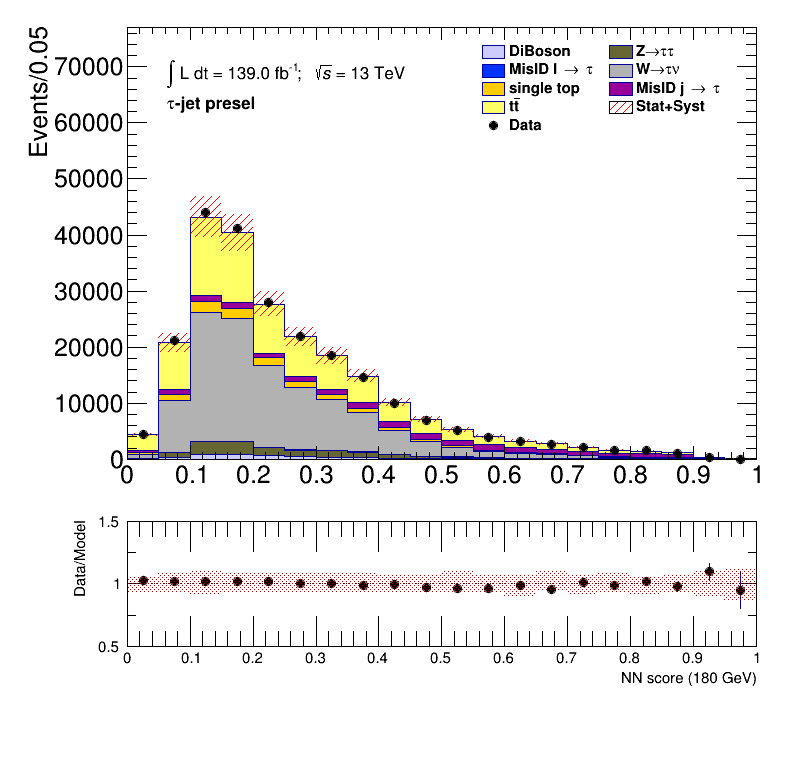 Events/0.05
70000
60000
50000
40000
30000
20000
10000
0
∫ L dt = 139.0 fb⁻¹; √s = 13 TeV
τ-jet presel
DiBoson
MisID l → τ
single top
tt̄
Data
Z→ττ
W→τν
MisID j → τ
Stat+Syst
0 0.1 0.2 0.3 0.4 0.5 0.6 0.7 0.8 0.9 1
Data/Model
1.5
1
0.5
0 0.1 0.2 0.3 0.4 0.5 0.6 0.7 0.8 0.9 1
NN score (180 GeV)